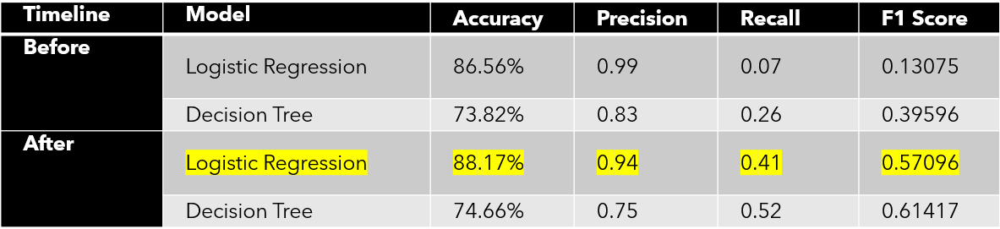 Timeline Model Accuracy Precision Recall F1 Score
Before
Logistic Regression 86.56% 0.99 0.07 0.13075
Decision Tree 73.82% 0.83 0.26 0.39596
After
Logistic Regression 88.17% 0.94 0.41 0.57096
Decision Tree 74.66% 0.75 0.52 0.61417